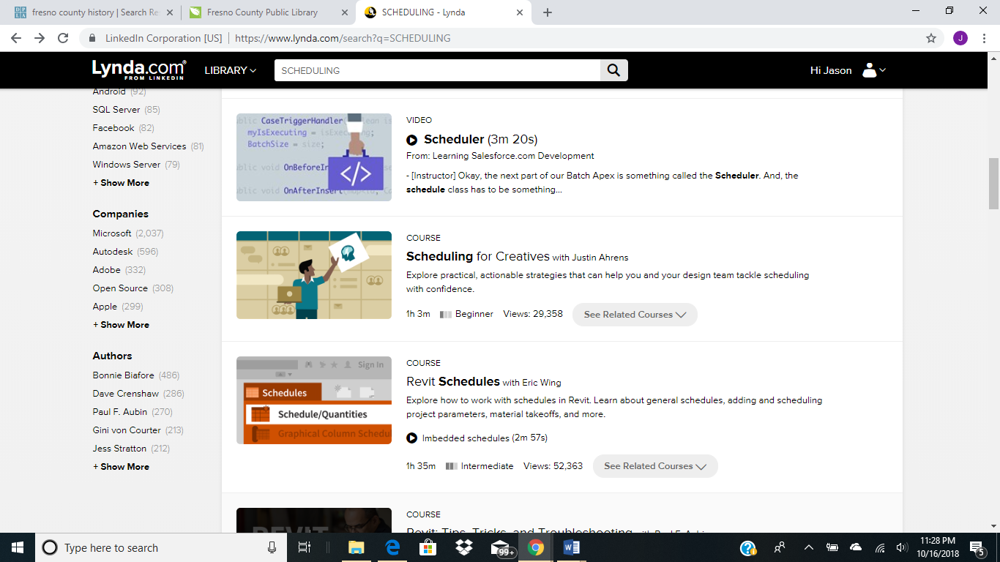 fresno county history | Search Re
Fresno County Public Library
SCHEDULING - Lynda
LinkedIn Corporation [US] | https://www.lynda.com/search?q=SCHEDULING
J
Lynda.com®
FROM LINKEDIN
LIBRARY
SCHEDULING
Hi Jason
Android (92)
SQL Server (85)
Facebook (82)
Amazon Web Services (81)
Windows Server (79)
+ Show More
Companies
Microsoft (2,037)
Autodesk (596)
Adobe (332)
Open Source (308)
Apple (299)
+ Show More
Authors
Bonnie Biafore (486)
Dave Crenshaw (286)
Paul F. Aubin (270)
Gini von Courter (213)
Jess Stratton (212)
+ Show More
CaseTriggerHandler
myIsExecuting =
BatchSize = size;
void OnBeforeIn
</>
void OnAfterInsert
VIDEO
Scheduler (3m 20s)
From: Learning Salesforce.com Development
- [Instructor] Okay, the next part of our Batch Apex is something called the Scheduler. And, the
schedule class has to be something...
COURSE
Scheduling for Creatives with Justin Ahrens
Explore practical, actionable strategies that can help you and your design team tackle scheduling
with confidence.
1h 3m Beginner Views: 29,358 See Related Courses
Sign In
Schedules
Schedule/Quantities
Graphical Column Schedul
COURSE
Revit Schedules with Eric Wing
Explore how to work with schedules in Revit. Learn about general schedules, adding and scheduling
project parameters, material takeoffs, and more.
Imbedded schedules (2m 57s)
1h 35m Intermediate Views: 52,363 See Related Courses
REVIT
COURSE
Revit: Tips, Tricks, and Troubleshooting
Type here to search
99+
11:28 PM
10/16/2018
5